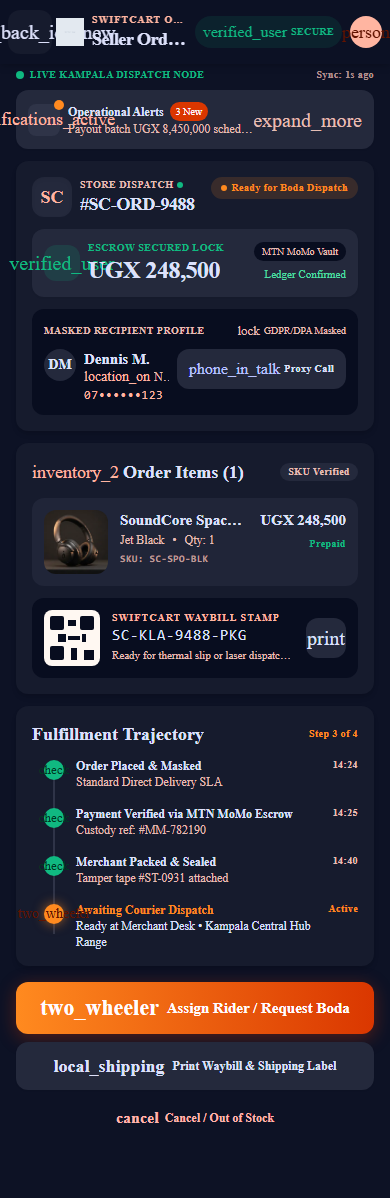 SWIFTCART O...
Seller Ord...
verified_user SECURE
person
LIVE KAMPALA DISPATCH NODE
Sync: 1s ago
Operational Alerts 3 New
Payout batch UGX 8,450,000 sched...
expand_more
SC
STORE DISPATCH
#SC-ORD-9488
Ready for Boda Dispatch
verified_user
ESCROW SECURED LOCK
UGX 248,500
MTN MoMo Vault
Ledger Confirmed
MASKED RECIPIENT PROFILE
lock GDPR/DPA Masked
DM
Dennis M.
location_on N..
07••••••123
phone_in_talk Proxy Call
inventory_2 Order Items (1)
SKU Verified
SoundCore Spac...
UGX 248,500
Jet Black • Qty: 1
Prepaid
SKU: SC-SPO-BLK
SWIFTCART WAYBILL STAMP
SC-KLA-9488-PKG
Ready for thermal slip or laser dispatc...
print
Fulfillment Trajectory
Step 3 of 4
Order Placed & Masked
14:24
Standard Direct Delivery SLA
Payment Verified via MTN MoMo Escrow
14:25
Custody ref: #MM-782190
Merchant Packed & Sealed
14:40
Tamper tape #ST-0931 attached
Awaiting Courier Dispatch
Active
Ready at Merchant Desk • Kampala Central Hub
Range
two_wheeler Assign Rider / Request Boda
local_shipping Print Waybill & Shipping Label
cancel Cancel / Out of Stock